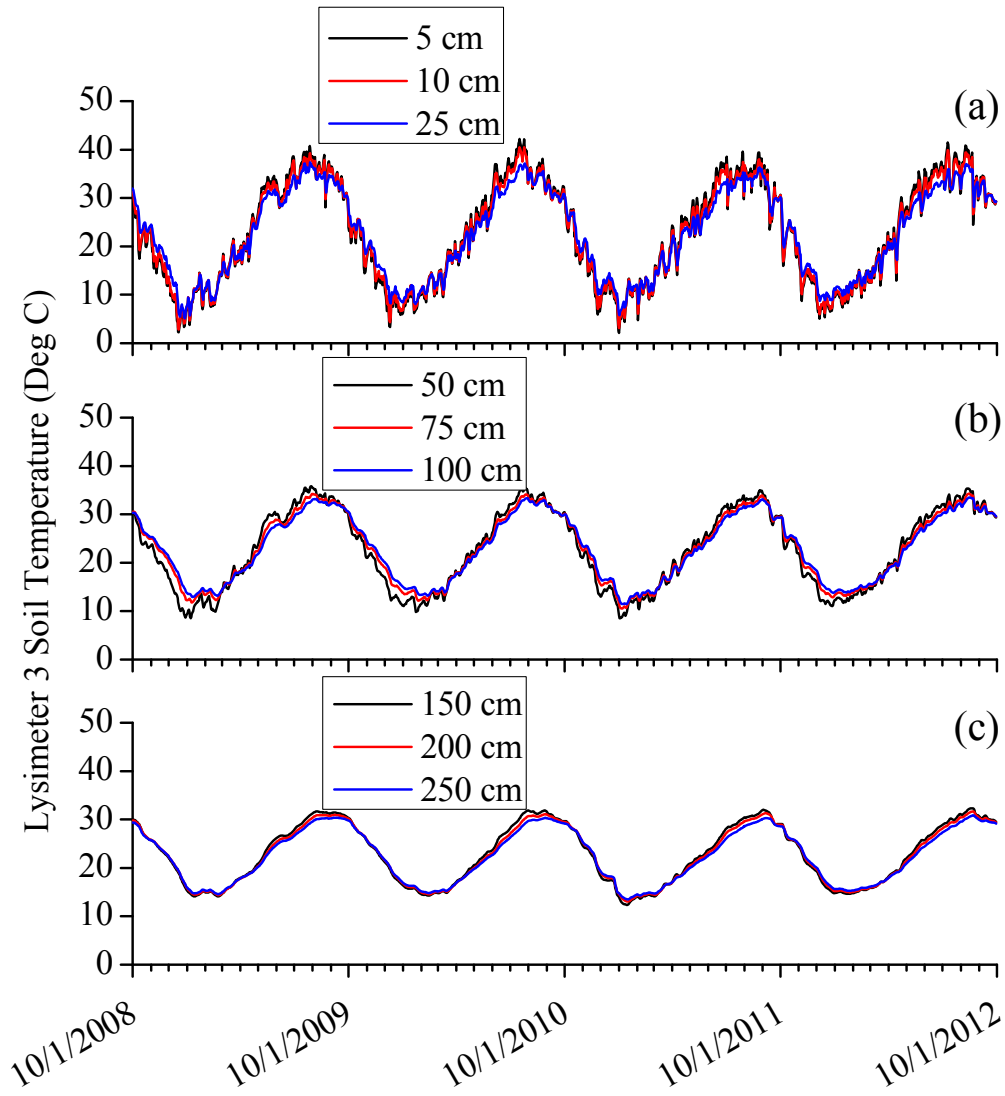 5 cm
10 cm
25 cm
(a)
50
40
30
20
10
0
50 cm
75 cm
100 cm
(b)
50
40
30
20
10
0
150 cm
200 cm
250 cm
(c)
50
40
30
20
10
0
Lysimeter 3 Soil Temperature (Deg C)
10/1/2008
10/1/2009
10/1/2010
10/1/2011
10/1/2012